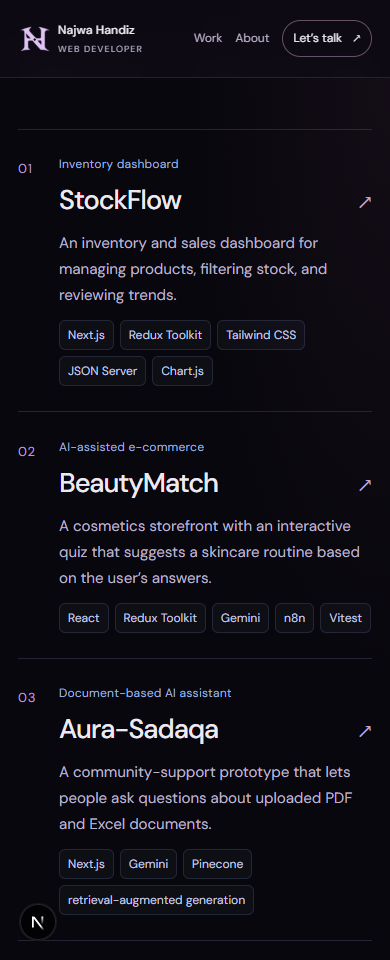 N
Najwa Handiz
WEB DEVELOPER
Work
About
Let's talk ↗
01
Inventory dashboard
StockFlow ↗
An inventory and sales dashboard for
managing products, filtering stock, and
reviewing trends.
Next.js Redux Toolkit Tailwind CSS
JSON Server Chart.js
02
AI-assisted e-commerce
BeautyMatch ↗
A cosmetics storefront with an interactive
quiz that suggests a skincare routine based
on the user’s answers.
React Redux Toolkit Gemini n8n Vitest
03
Document-based AI assistant
Aura-Sadaqa ↗
A community-support prototype that lets
people ask questions about uploaded PDF
and Excel documents.
Next.js Gemini Pinecone
retrieval-augmented generation
N